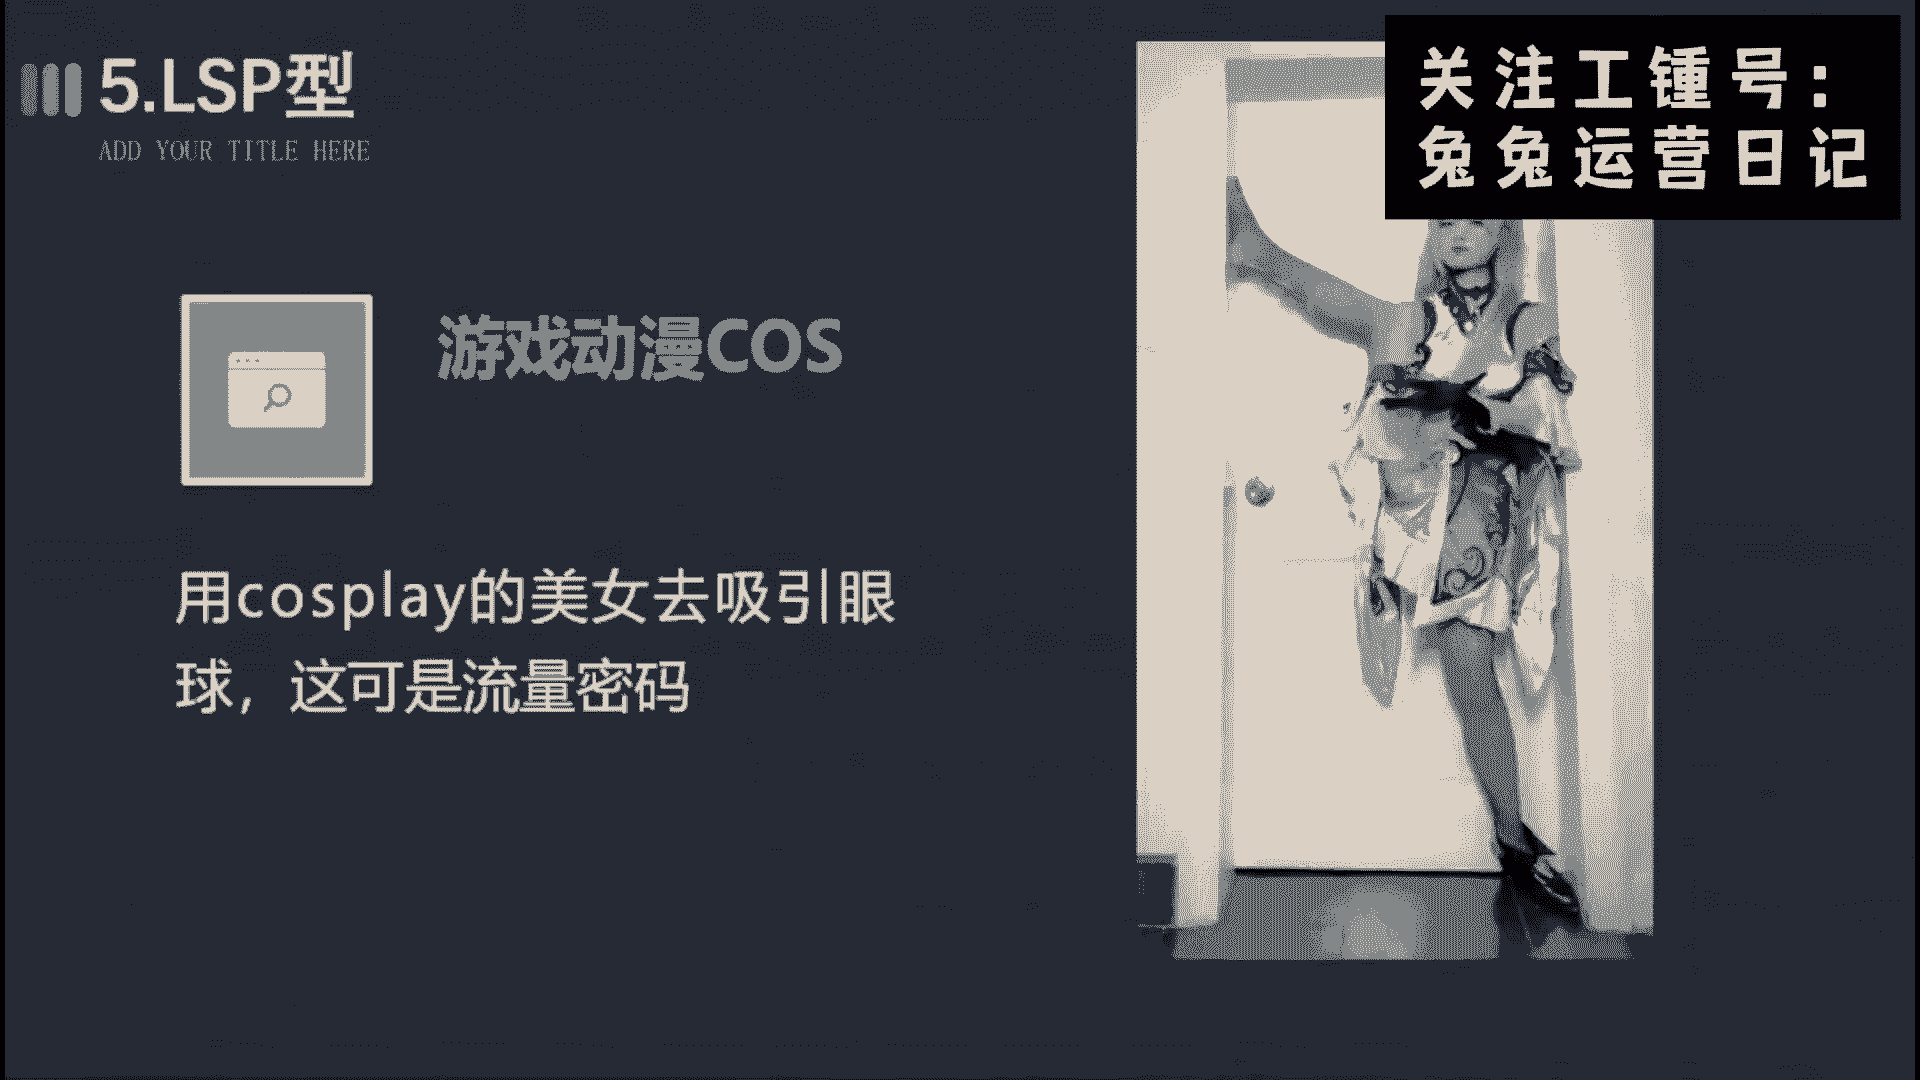 5.LSP型
ADD YOUR TITLE HERE
关注工锺号：
兔兔运营日记
游戏动漫COS
用cosplay的美女去吸引眼
球，这可是流量密码